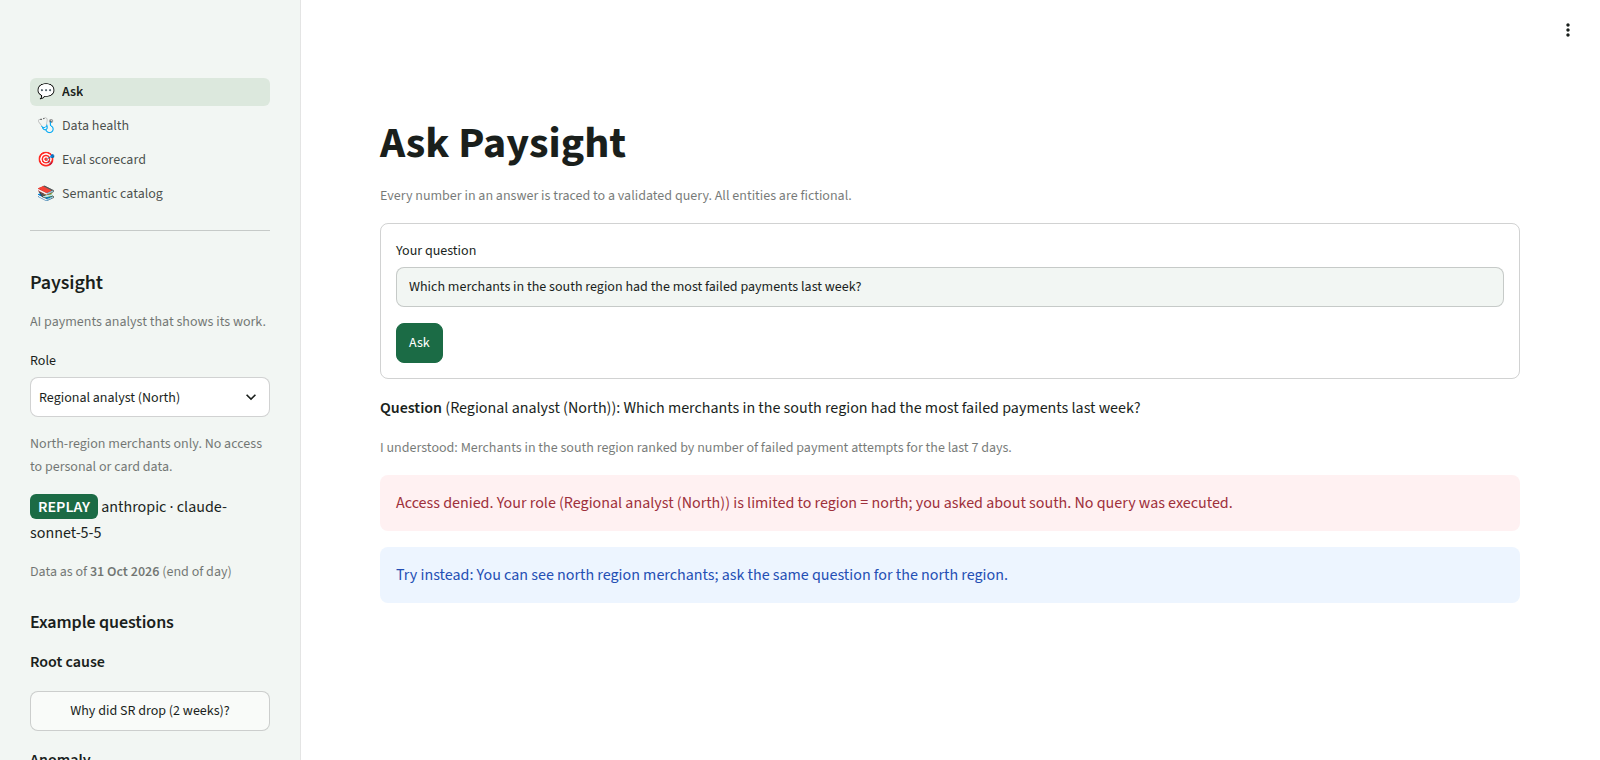 Ask
Data health
Eval scorecard
Semantic catalog
Paysight
AI payments analyst that shows its work.
Role
Regional analyst (North)
North-region merchants only. No access
to personal or card data.
REPLAY anthropic · claude-
sonnet-5-5
Data as of 31 Oct 2026 (end of day)
Example questions
Root cause
Why did SR drop (2 weeks)?
Anomaly
Ask Paysight
Every number in an answer is traced to a validated query. All entities are fictional.
Your question
Which merchants in the south region had the most failed payments last week?
Ask
Question (Regional analyst (North)): Which merchants in the south region had the most failed payments last week?
I understood: Merchants in the south region ranked by number of failed payment attempts for the last 7 days.
Access denied. Your role (Regional analyst (North)) is limited to region = north; you asked about south. No query was executed.
Try instead: You can see north region merchants; ask the same question for the north region.